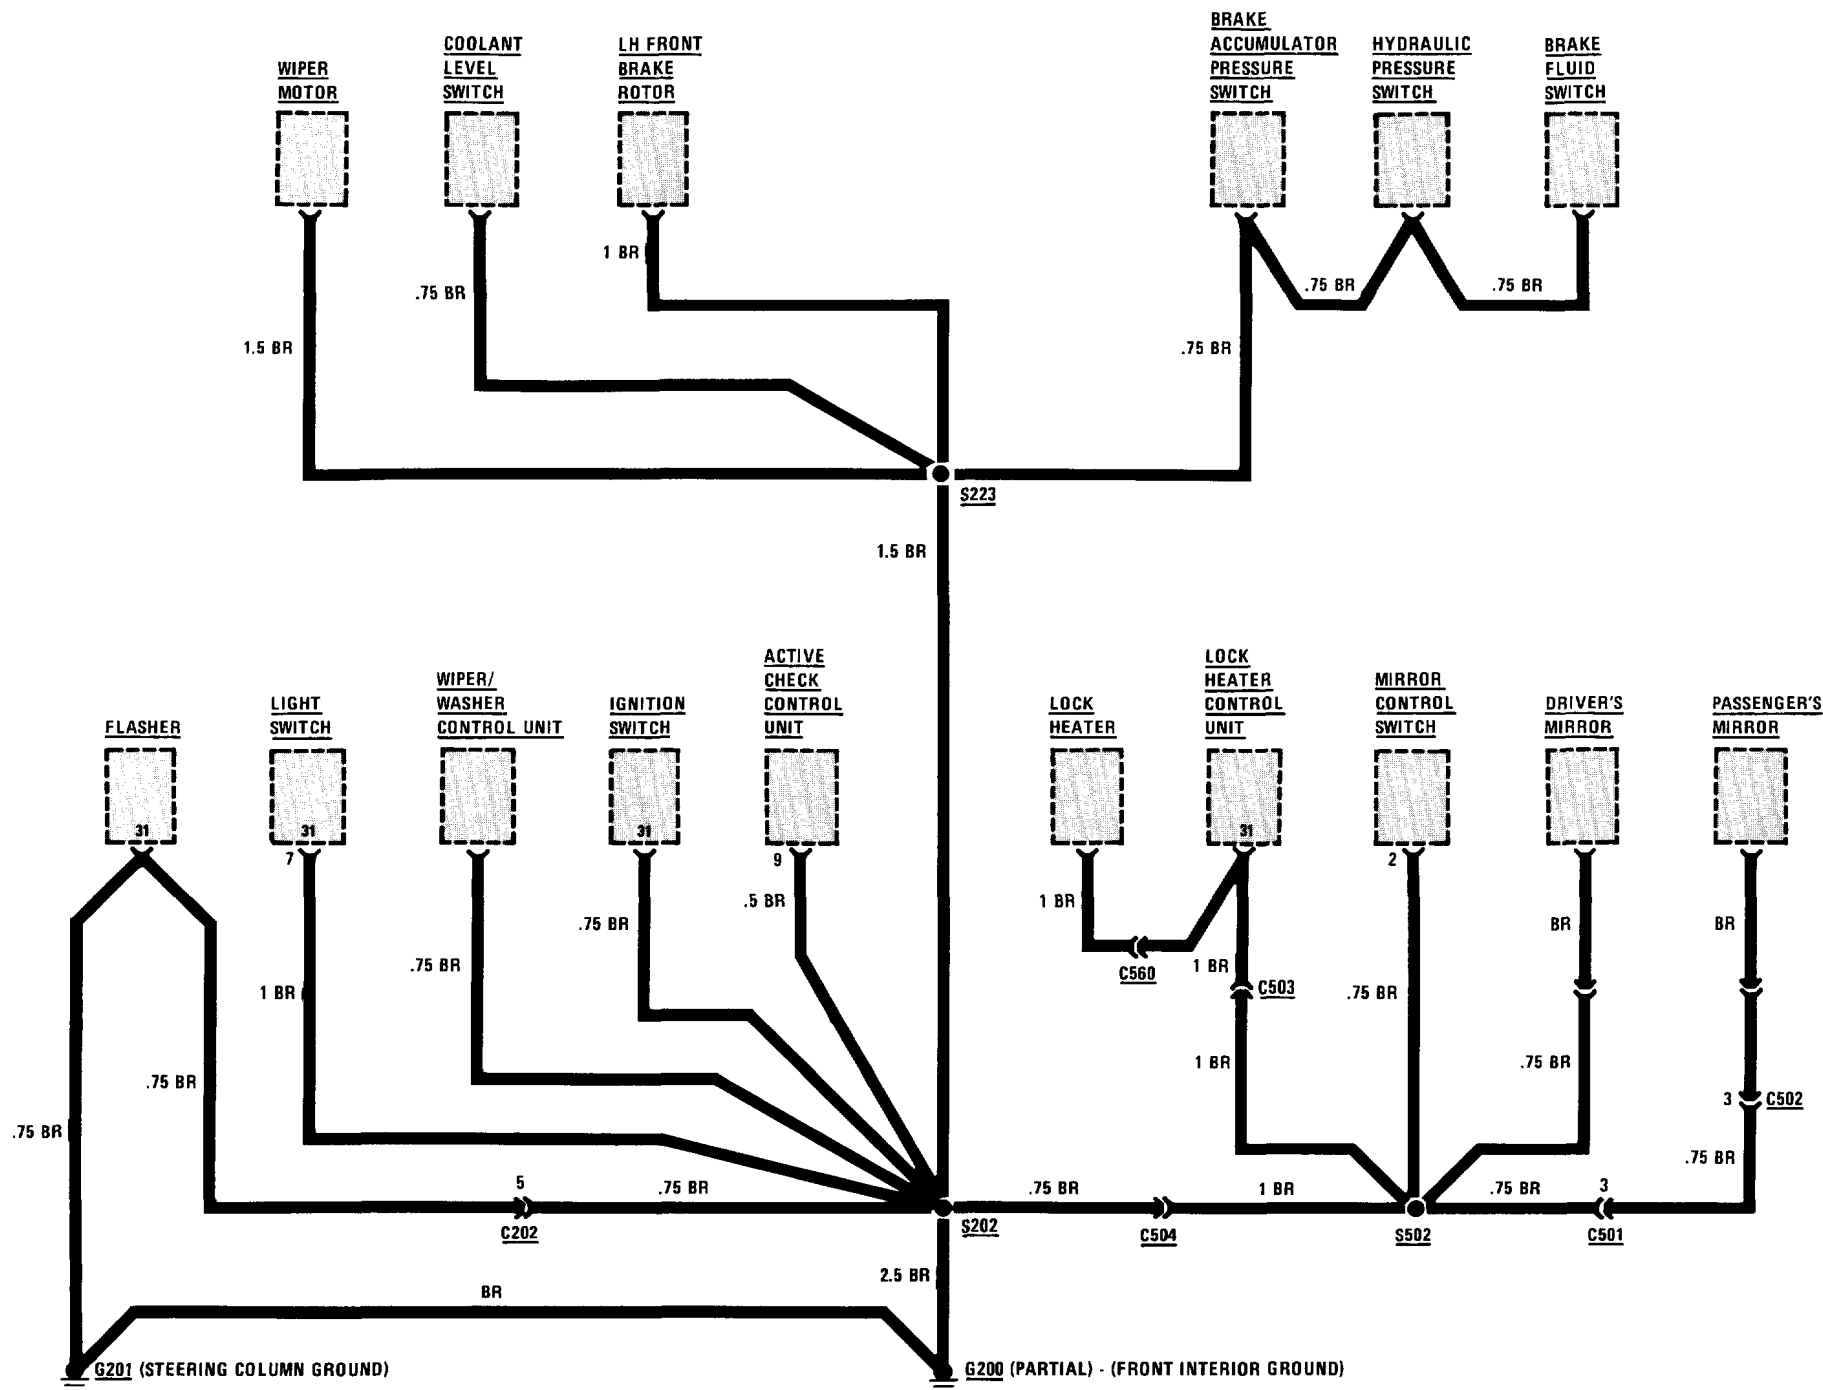 WIPER
MOTOR
COOLANT
LEVEL
SWITCH
LH FRONT
BRAKE
ROTOR
BRAKE
ACCUMULATOR
PRESSURE
SWITCH
HYDRAULIC
PRESSURE
SWITCH
BRAKE
FLUID
SWITCH
1 BR
.75 BR
1.5 BR
.75 BR
.75 BR
.75 BR
S223
1.5 BR
FLASHER
31
LIGHT
SWITCH
31
7
WIPER/
WASHER
CONTROL UNIT
IGNITION
SWITCH
31
ACTIVE
CHECK
CONTROL
UNIT
9
LOCK
HEATER
LOCK
HEATER
CONTROL
UNIT
31
MIRROR
CONTROL
SWITCH
2
DRIVER'S
MIRROR
PASSENGER'S
MIRROR
.5 BR
.75 BR
.75 BR
1 BR
.75 BR
.75 BR
1 BR
C560
1 BR
C503
.75 BR
BR
BR
1 BR
.75 BR
3 C502
.75 BR
5
C202
.75 BR
S202
.75 BR
C504
1 BR
S502
.75 BR
3
C501
2.5 BR
BR
G201 (STEERING COLUMN GROUND)
G200 (PARTIAL) - (FRONT INTERIOR GROUND)